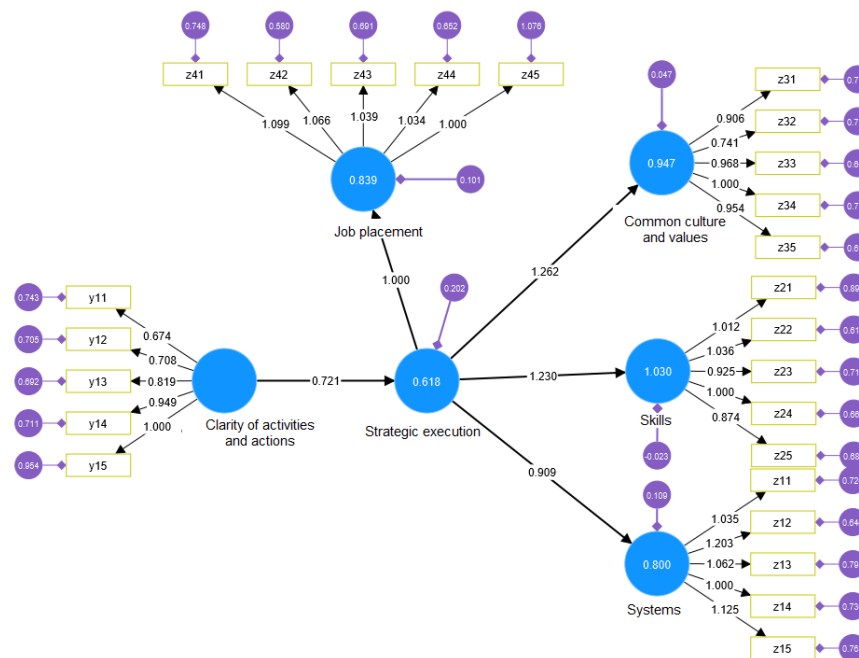 0.748 0.580 0.691 0.652 1.076
z41 z42 z43 z44 z45
1.099 1.066 1.039 1.034 1.000
0.839 0.101
Job placement
0.047
0.947
Common culture
and values
0.906 z31
0.741 z32
0.968 z33
1.000 z34
0.954 z35
1.000 1.262
0.743 y11 0.674
0.705 y12 0.708
0.692 y13 0.819
0.711 y14 0.949
0.954 y15 1.000
Clarity of activities
and actions
0.721
0.202
0.618
Strategic execution
1.230
1.030
Skills
-0.023
1.012 z21
1.036 z22
0.925 z23
1.000 z24
0.874 z25
0.909
0.109
0.800
Systems
1.035 z11
1.203 z12
1.062 z13
1.000 z14
1.125 z15